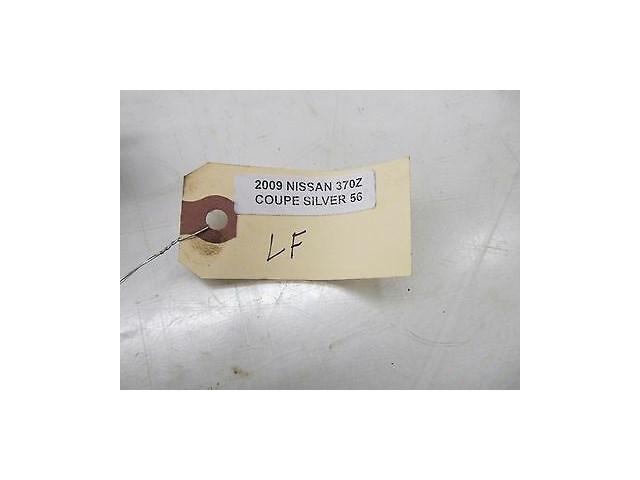 2009 NISSAN 370Z
COUPE SILVER 56
LF